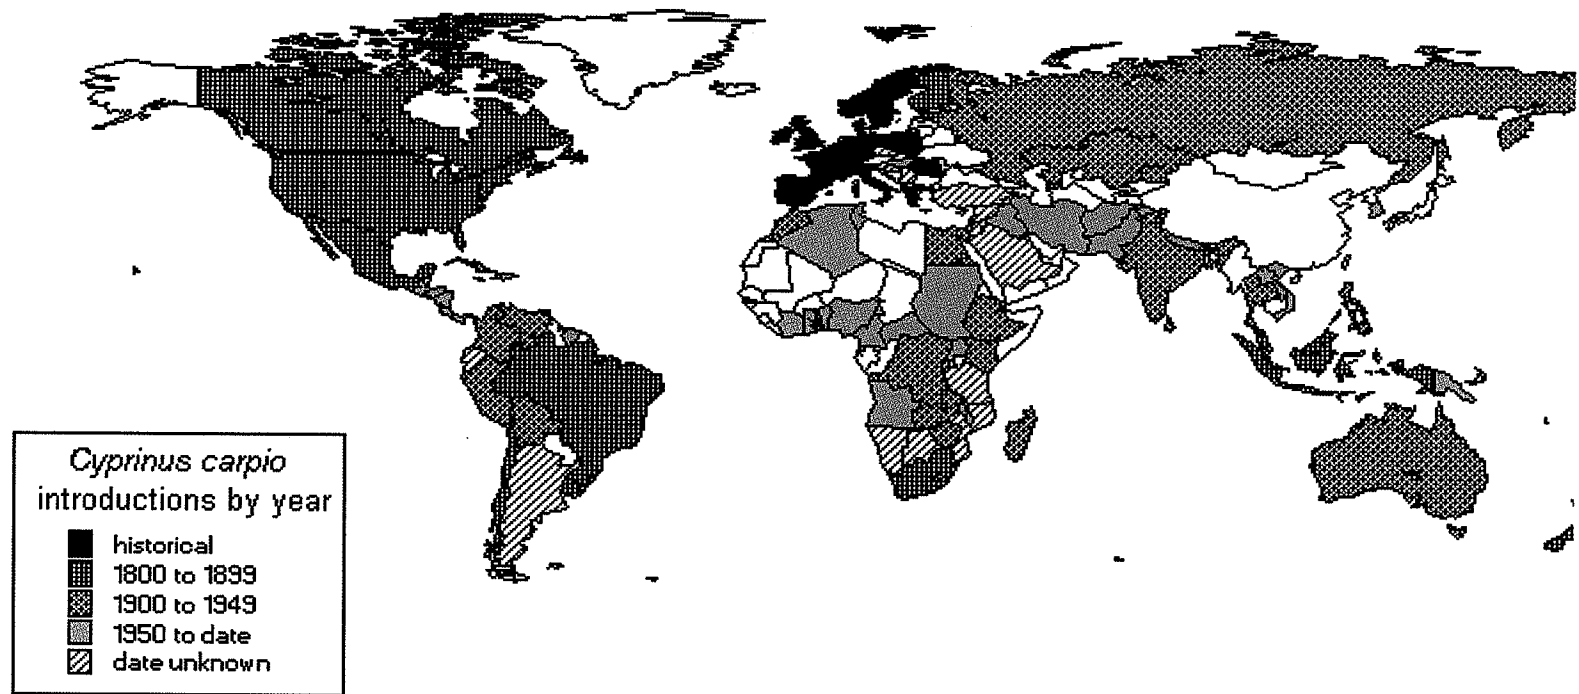 Cyprinus carpio
introductions by year
historical
1800 to 1899
1900 to 1949
1950 to date
date unknown